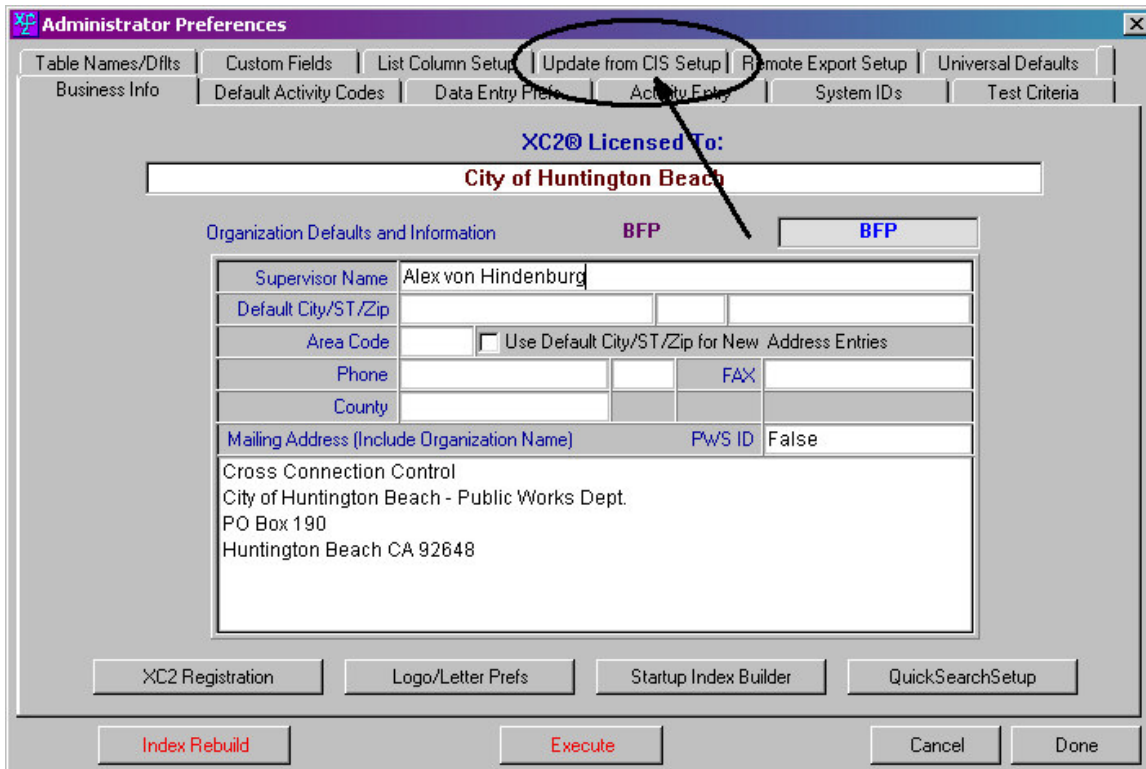 XC2 Administrator Preferences
Table Names/Dflts Custom Fields List Column Setup Update from CIS Setup Remote Export Setup Universal Defaults
Business Info Default Activity Codes Data Entry Prefs Activity Entry System IDs Test Criteria
XC2® Licensed To:
City of Huntington Beach
Organization Defaults and Information BFP BFP
Supervisor Name Alex von Hindenburg
Default City/ST/Zip
Area Code Use Default City/ST/Zip for New Address Entries
Phone FAX
County
Mailing Address (Include Organization Name) PWS ID False
Cross Connection Control
City of Huntington Beach - Public Works Dept.
PO Box 190
Huntington Beach CA 92648
XC2 Registration Logo/Letter Prefs Startup Index Builder QuickSearchSetup
Index Rebuild Execute Cancel Done